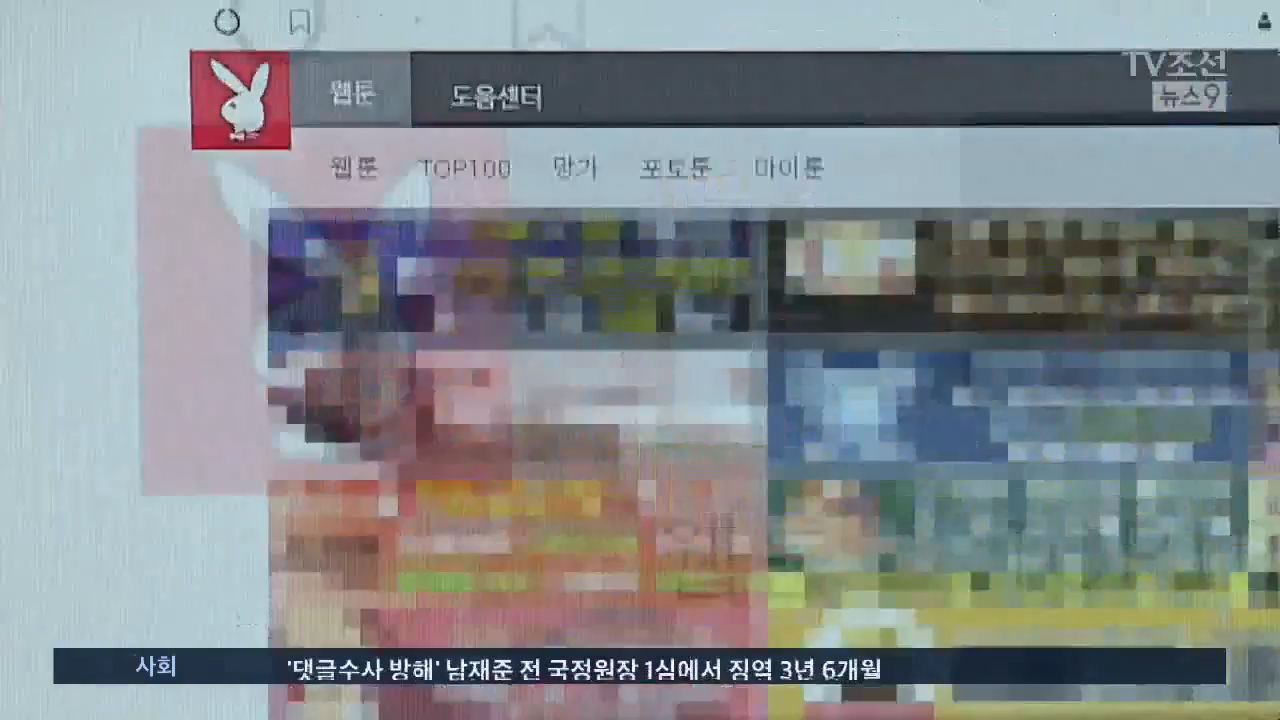 TV조선
뉴스9
웹툰 도움센터
웹툰 TOP100 망가 포토툰 마이툰
사회 '댓글수사 방해' 남재준 전 국정원장 1심에서 징역 3년 6개월